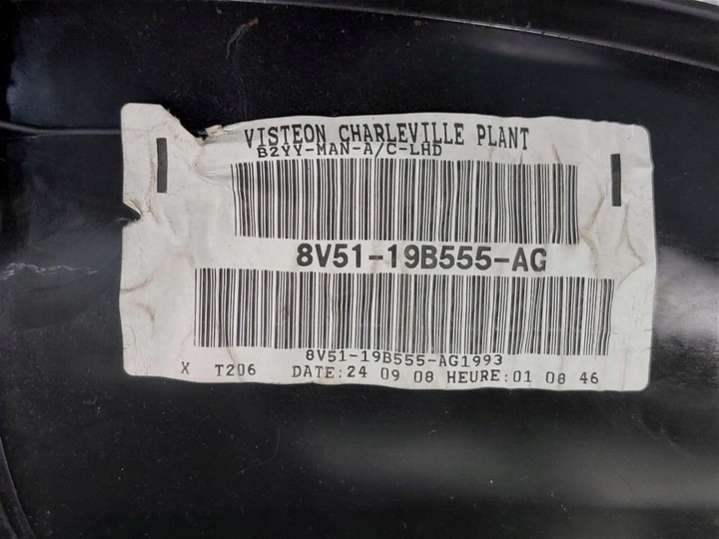 VISTEON CHARLEVILLE PLANT
B2YY-MAN-A/C-LHD
8V51-19B555-AG
8V51-19B555-AG1993
X T206 DATE:24 09 08 HEURE:01 08 46